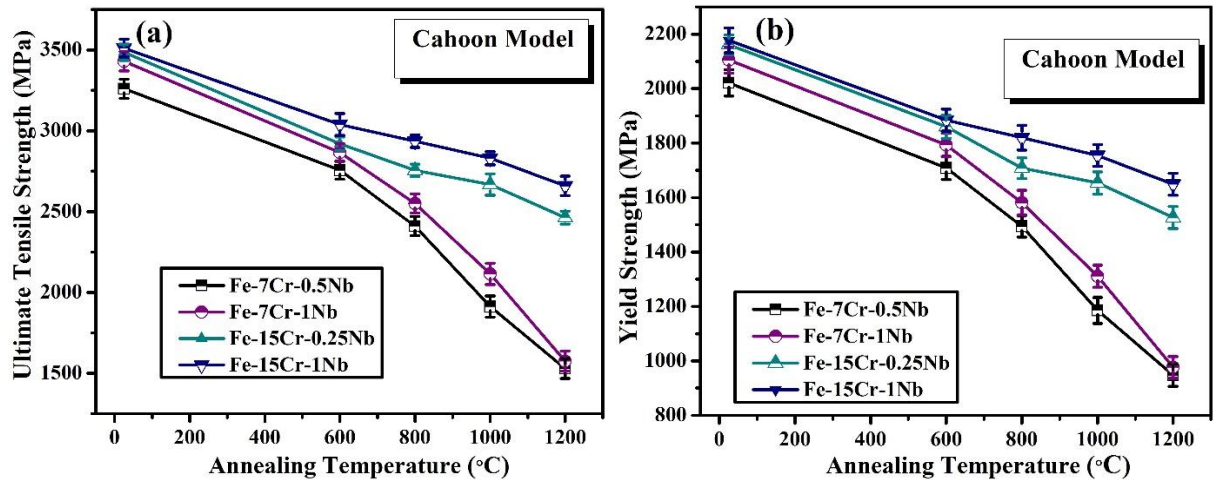 (a)
Cahoon Model
Ultimate Tensile Strength (MPa)
3500
3000
2500
2000
1500
Fe-7Cr-0.5Nb
Fe-7Cr-1Nb
Fe-15Cr-0.25Nb
Fe-15Cr-1Nb
0 200 400 600 800 1000 1200
Annealing Temperature (°C)
(b)
Cahoon Model
Yield Strength (MPa)
2200
2000
1800
1600
1400
1200
1000
800
Fe-7Cr-0.5Nb
Fe-7Cr-1Nb
Fe-15Cr-0.25Nb
Fe-15Cr-1Nb
0 200 400 600 800 1000 1200
Annealing Temperature (°C)